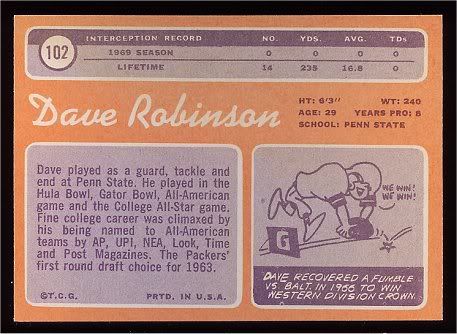 102
INTERCEPTION RECORD NO. YDS. AVG. TDs
1969 SEASON 0 0 0 0
LIFETIME 14 235 16.8 0
Dave Robinson
HT: 6'3" WT: 240
AGE: 29 YEARS PRO: 8
SCHOOL: PENN STATE
Dave played as a guard, tackle and
end at Penn State. He played in the
Hula Bowl, Gator Bowl, All-American
game and the College All-Star game.
Fine college career was climaxed by
his being named to All-American
teams by AP, UPI, NEA, Look, Time
and Post Magazines. The Packers'
first round draft choice for 1963.
©T.C.G. PRTD. IN U.S.A.
WE WIN!
WE WIN!
G
DAVE RECOVERED A FUMBLE
VS. BALT. IN 1966 TO WIN
WESTERN DIVISION CROWN.